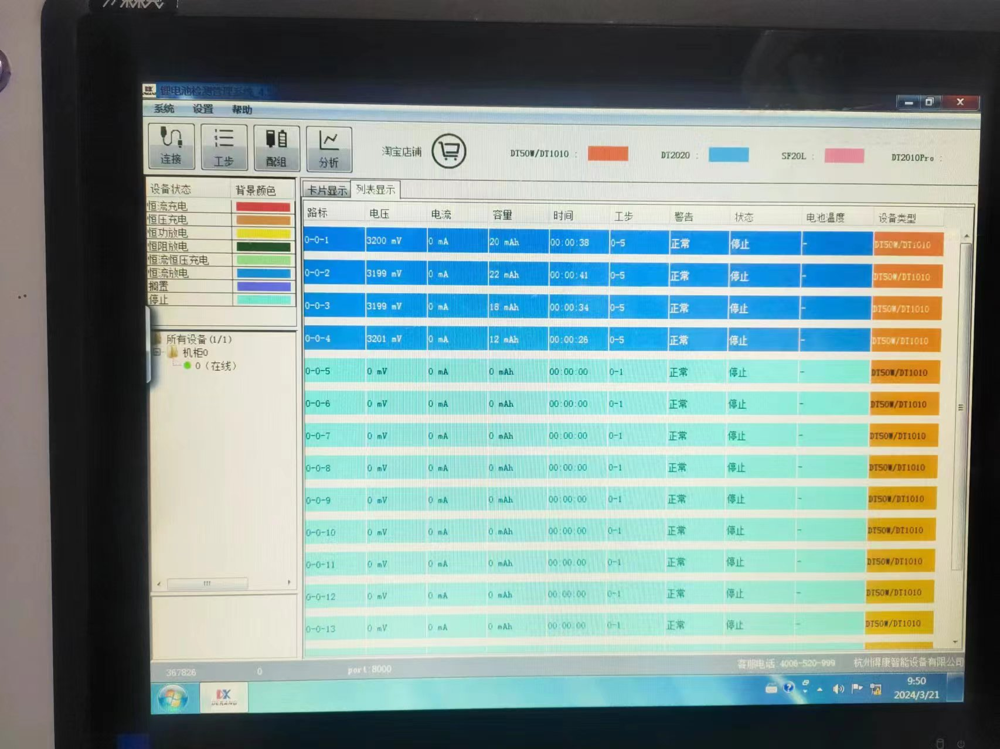 锂电池检测管理系统
系统 设置 帮助
连接 工步 配组 分析 淘宝店铺 DT50W/DT1010 : DT2020 : SF20L : DT2010Pro :
设备状态 背景颜色
恒流充电
恒压充电
恒功放电
恒阻放电
恒流恒压充电
恒流放电
搁置
停止
所有设备(1/1)
机柜0
0（在线）
卡片显示 列表显示
路标 电压 电流 容量 时间 工步 警告 状态 电池温度 设备类型
0-0-1 3200 mV 0 mA 20 mAh 00:00:38 0-5 正常 停止 - DT50W/DT1010
0-0-2 3199 mV 0 mA 22 mAh 00:00:41 0-5 正常 停止 - DT50W/DT1010
0-0-3 3199 mV 0 mA 18 mAh 00:00:34 0-5 正常 停止 - DT50W/DT1010
0-0-4 3201 mV 0 mA 12 mAh 00:00:26 0-5 正常 停止 - DT50W/DT1010
0-0-5 0 mV 0 mA 0 mAh 00:00:00 0-1 正常 停止 - DT50W/DT1010
0-0-6 0 mV 0 mA 0 mAh 00:00:00 0-1 正常 停止 - DT50W/DT1010
0-0-7 0 mV 0 mA 0 mAh 00:00:00 0-1 正常 停止 - DT50W/DT1010
0-0-8 0 mV 0 mA 0 mAh 00:00:00 0-1 正常 停止 - DT50W/DT1010
0-0-9 0 mV 0 mA 0 mAh 00:00:00 0-1 正常 停止 - DT50W/DT1010
0-0-10 0 mV 0 mA 0 mAh 00:00:00 0-1 正常 停止 - DT50W/DT1010
0-0-11 0 mV 0 mA 0 mAh 00:00:00 0-1 正常 停止 - DT50W/DT1010
0-0-12 0 mV 0 mA 0 mAh 00:00:00 0-1 正常 停止 - DT50W/DT1010
0-0-13 0 mV 0 mA 0 mAh 00:00:00 0-1 正常 停止 - DT50W/DT1010
367826 0 port:8000 客服电话:4006-520-999 杭州得康智能设备有限公司
DK
DEKANG
9:50
2024/3/21